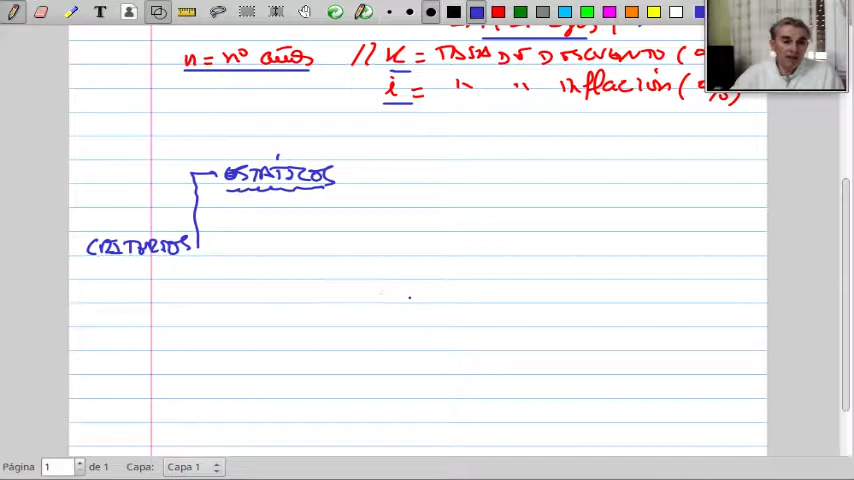 n = nº años // K = TASA DE DESCUENTO (
i = " " inflación ( %)
ESTÁTICOS
CRITERIOS
Página 1 de 1 Capa: Capa 1